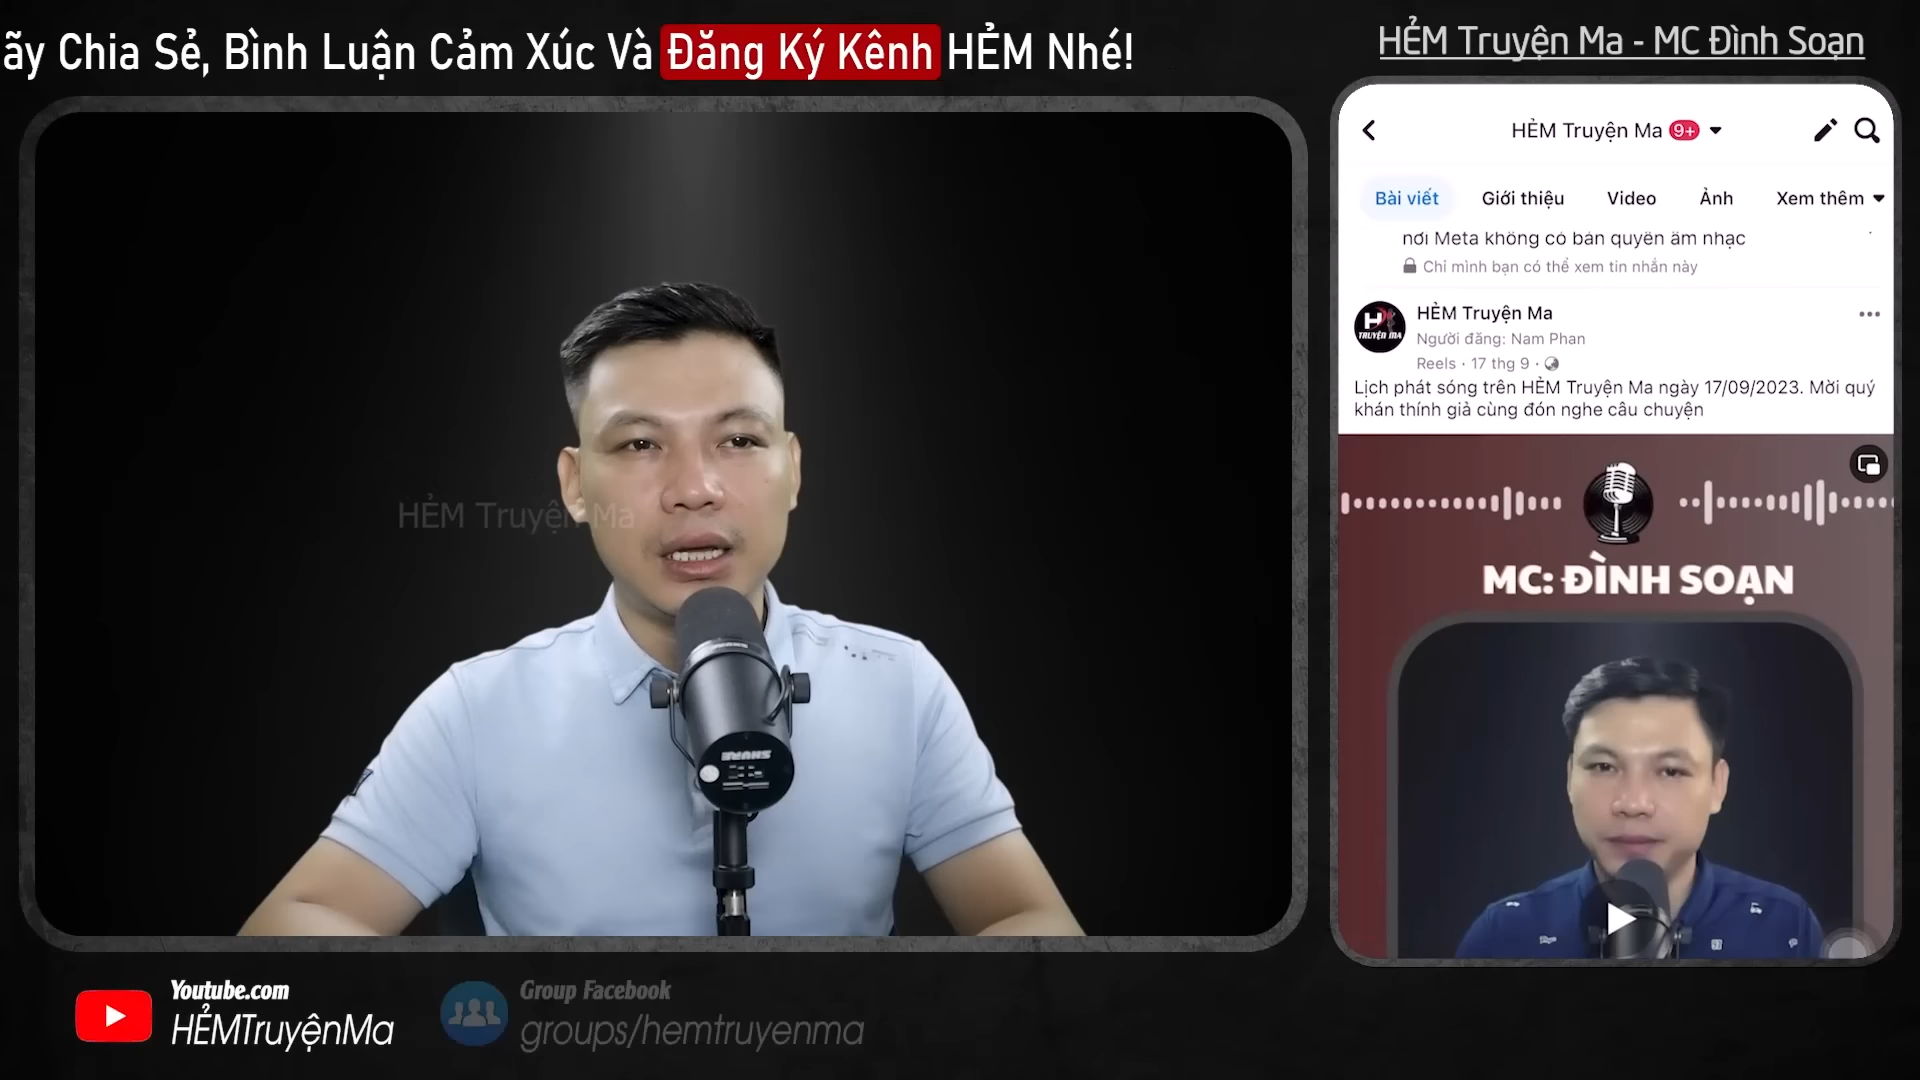 ãy Chia Sẻ, Bình Luận Cảm Xúc Và Đăng Ký Kênh HẺM Nhé!
HẺM Truyện Ma - MC Đình Soạn
HẺM Truyện Ma 9+
Bài viết Giới thiệu Video Ảnh Xem thêm
nơi Meta không có bản quyền âm nhạc
Chỉ mình bạn có thể xem tin nhắn này
HẺM Truyện Ma
Người đăng: Nam Phan
Reels · 17 thg 9 ·
Lịch phát sóng trên HẺM Truyện Ma ngày 17/09/2023. Mời quý
khán thính giả cùng đón nghe câu chuyện
H
TRUYỆN MA
MC: ĐÌNH SOẠN
HẺM Truyện Ma
SHURE
Youtube.com
HẺMTruyệnMa
Group Facebook
groups/hemtruyenma